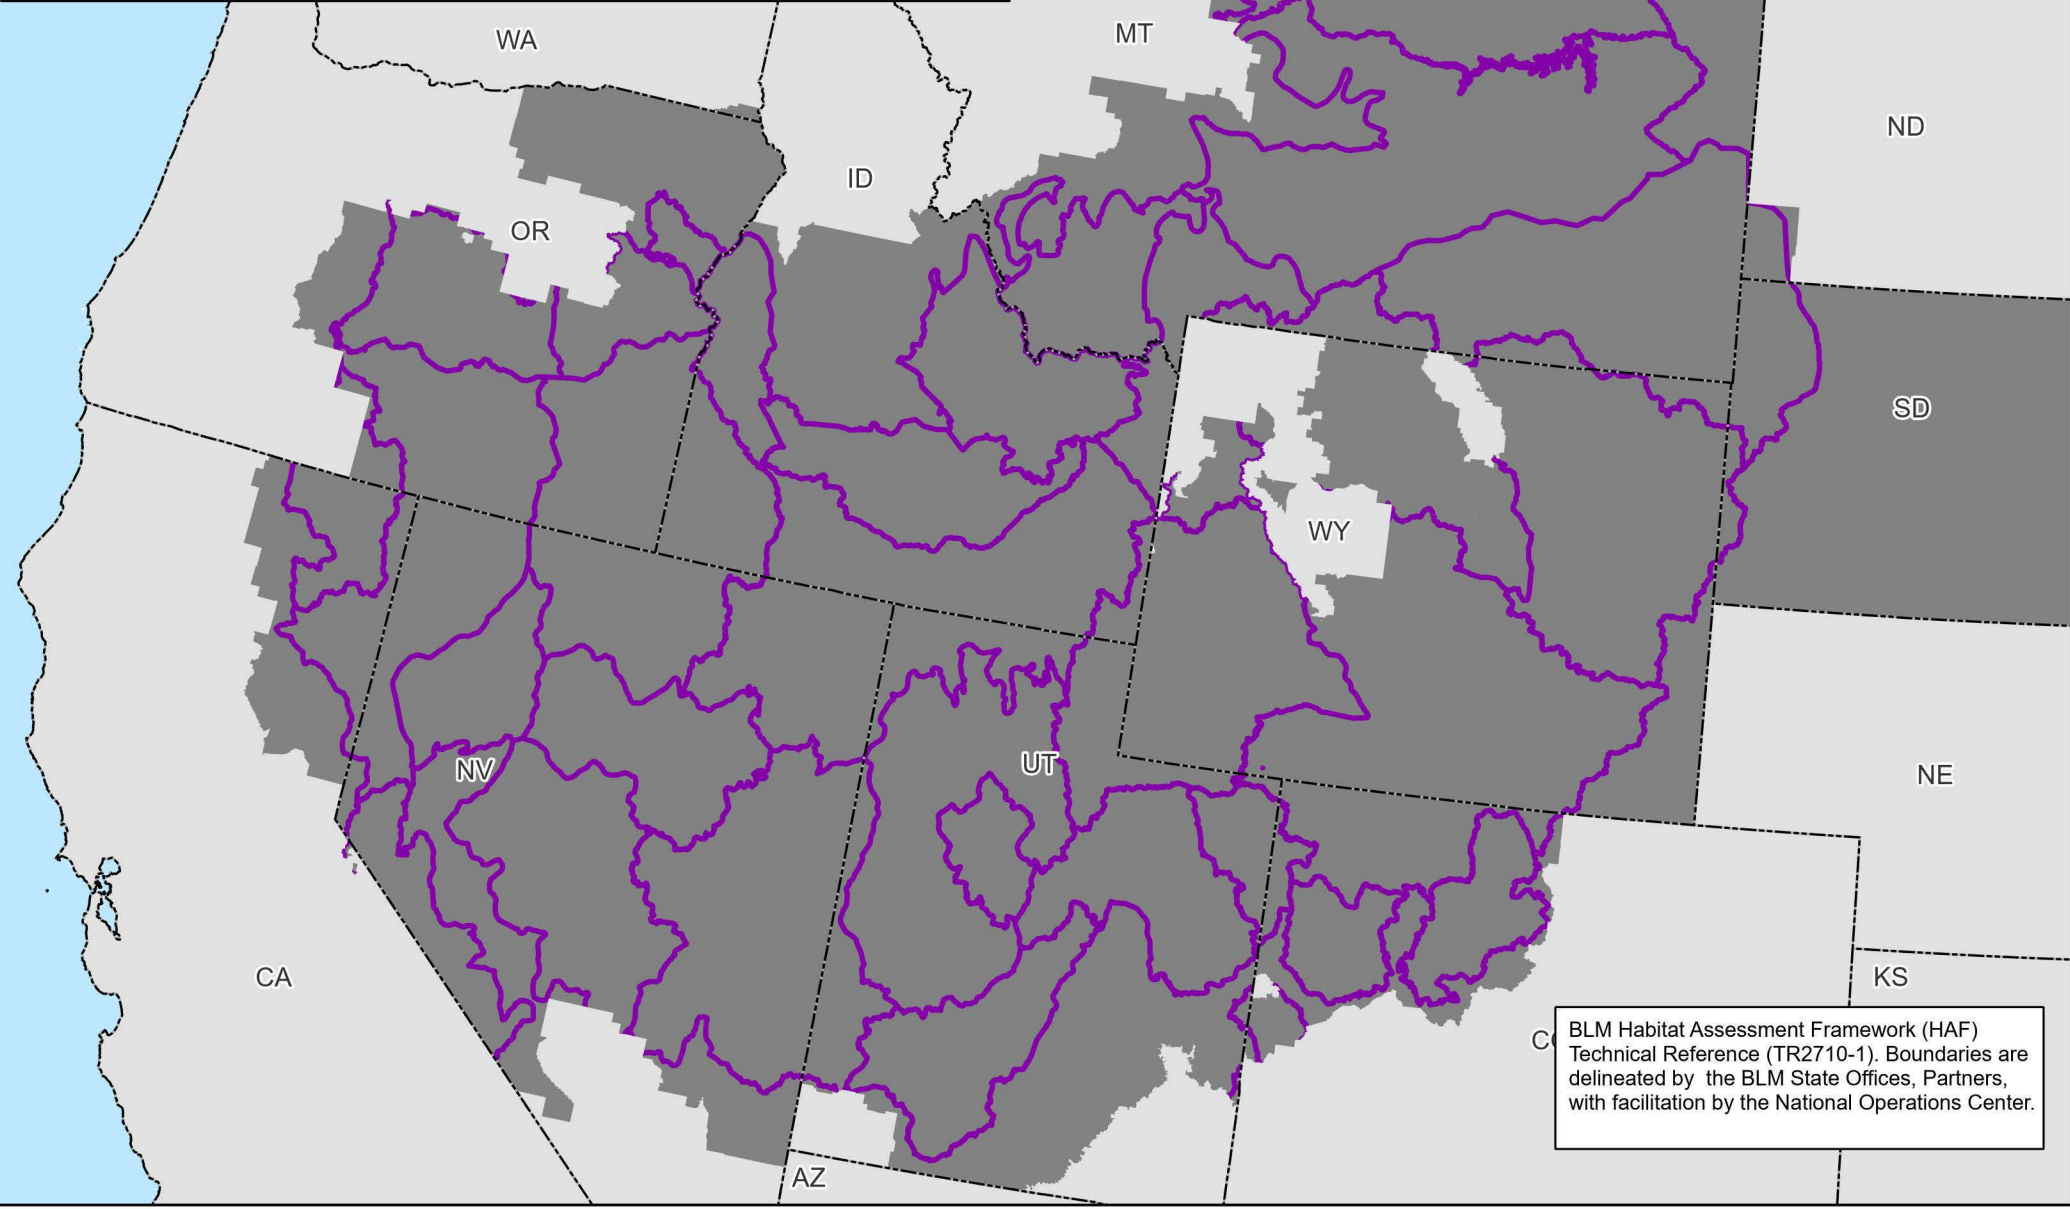 WA
MT
ND
ID
OR
SD
WY
UT
NV
NE
CA
KS
CO
BLM Habitat Assessment Framework (HAF)
Technical Reference (TR2710-1). Boundaries are
delineated by the BLM State Offices, Partners,
with facilitation by the National Operations Center.
AZ